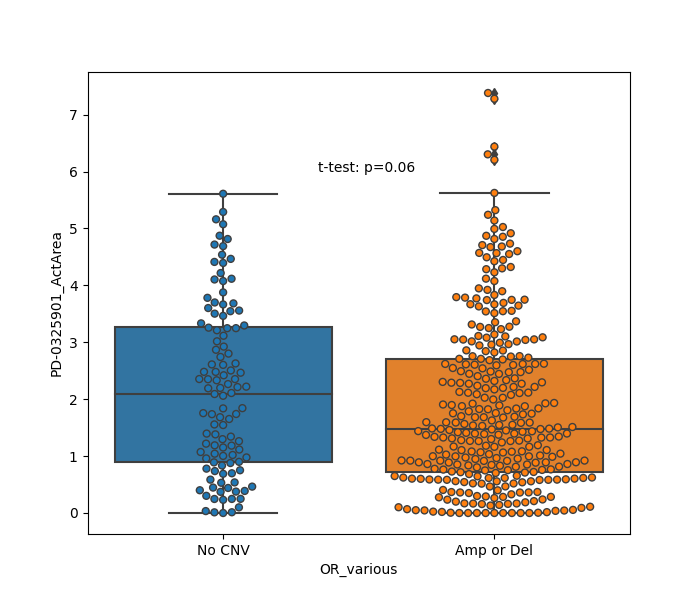 7
6
5
4
3
2
1
0
PD-0325901_ActArea
t-test: p=0.06
No CNV
Amp or Del
OR_various